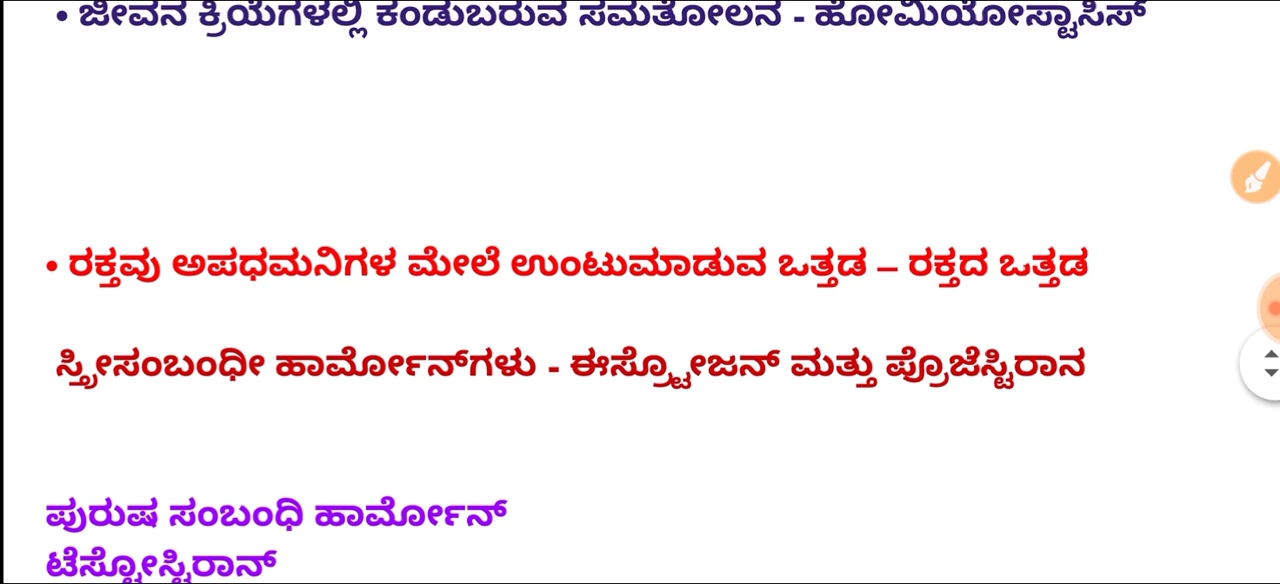 • ಜೀವನ ಕ್ರಿಯೆಗಳಲ್ಲಿ ಕಂಡುಬರುವ ಸಮತೋಲನ - ಹೋಮಿಯೋಸ್ಟಾಸಿಸ್
• ರಕ್ತವು ಅಪಧಮನಿಗಳ ಮೇಲೆ ಉಂಟುಮಾಡುವ ಒತ್ತಡ – ರಕ್ತದ ಒತ್ತಡ
ಸ್ತ್ರೀಸಂಬಂಧೀ ಹಾರ್ಮೋನ್‌ಗಳು - ಈಸ್ಟ್ರೋಜನ್ ಮತ್ತು ಪ್ರೊಜೆಸ್ಟಿರಾನ
ಪುರುಷ ಸಂಬಂಧಿ ಹಾರ್ಮೋನ್
ಟೆಸ್ಟೋಸ್ಟಿರಾನ್